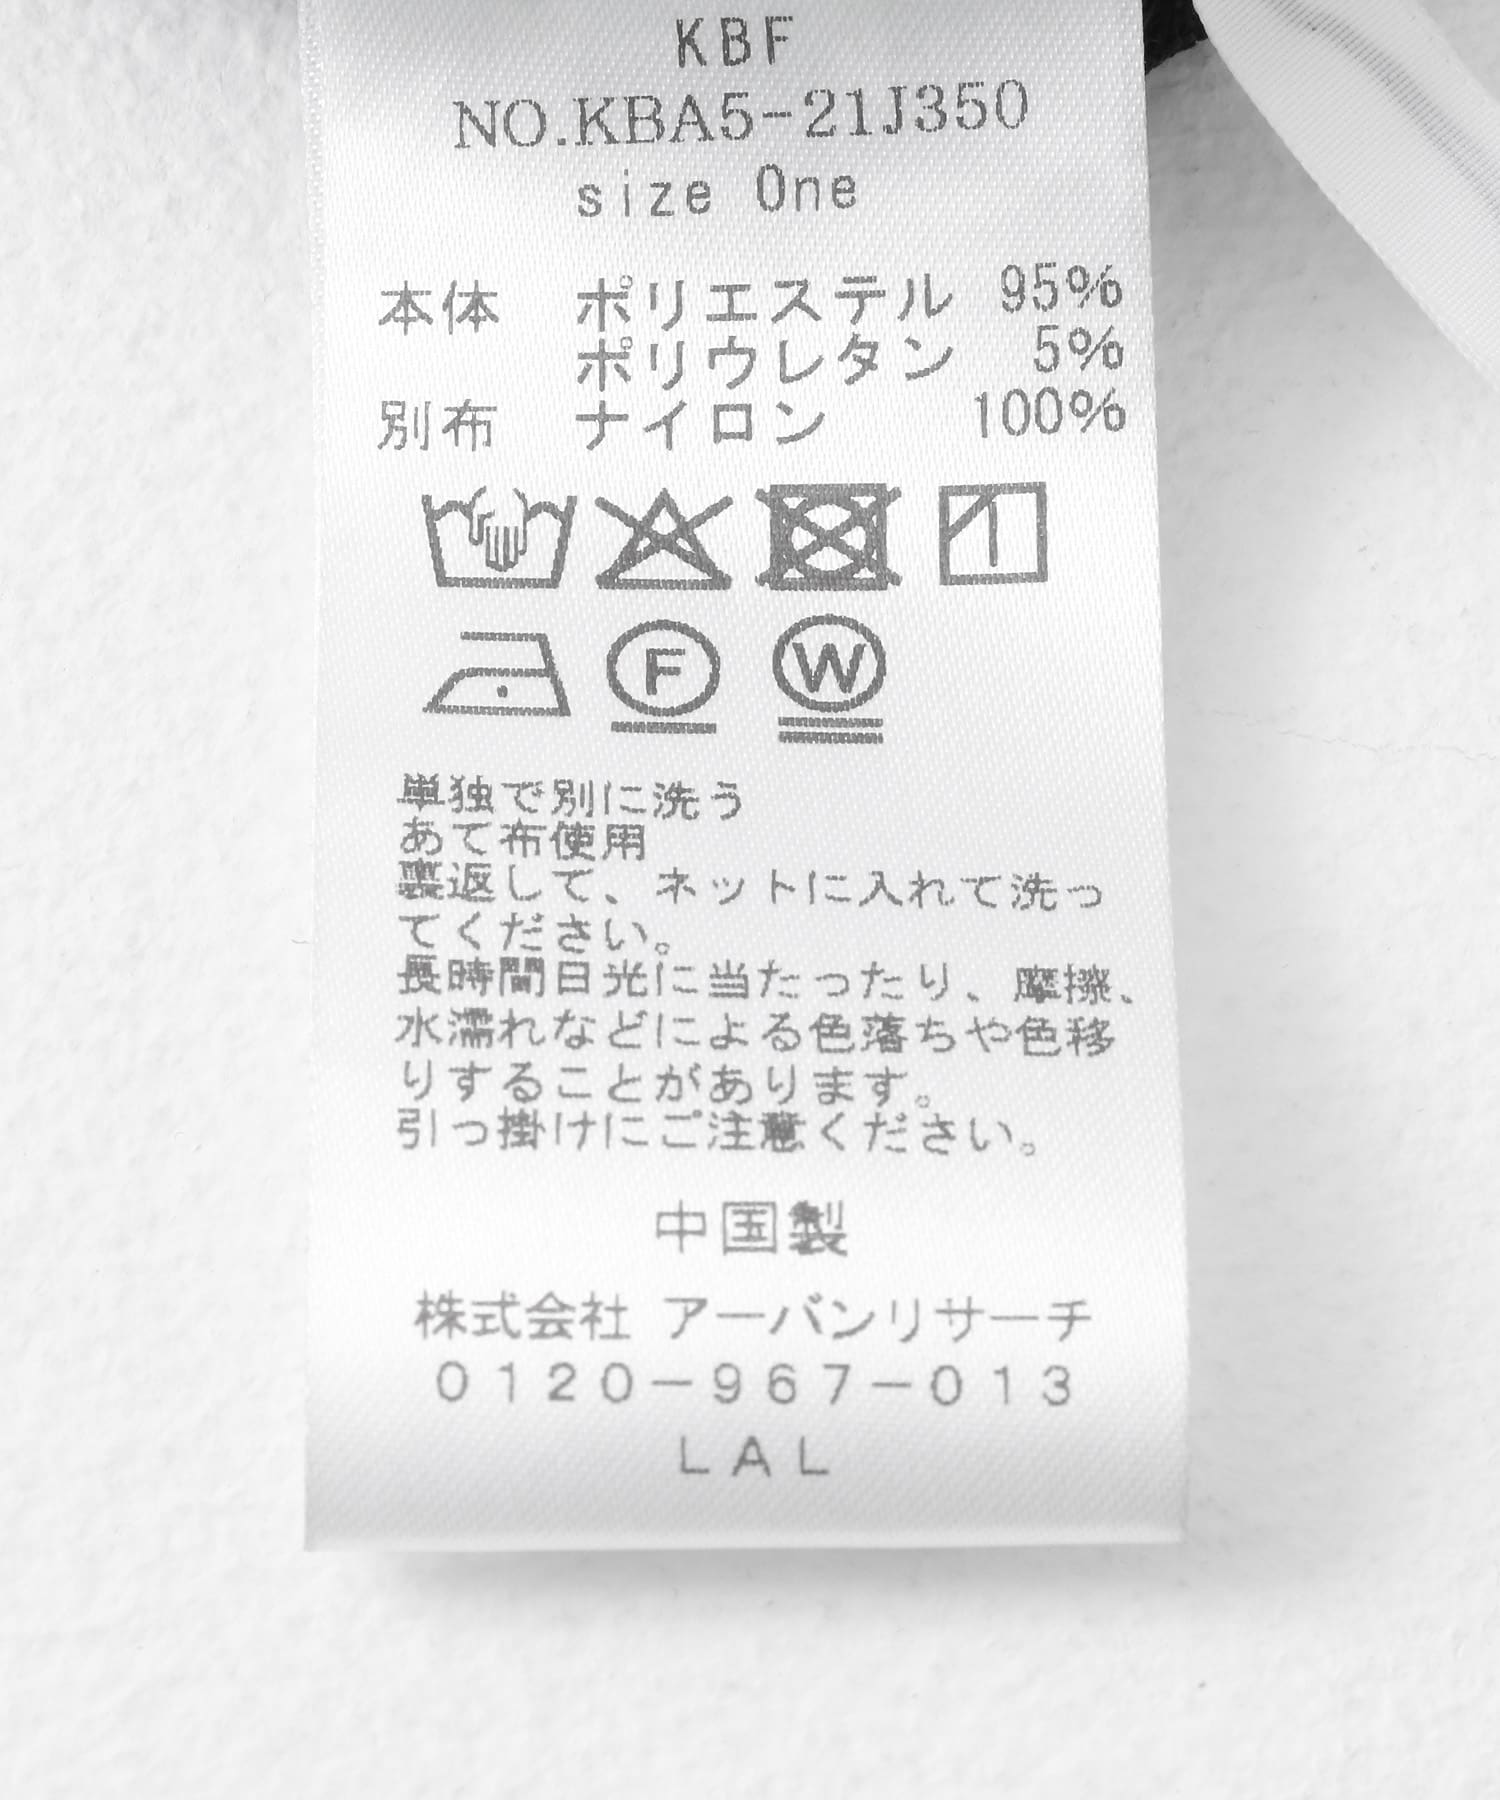 KBF
NO.KBA5-21J350
size One
本体 ポリエステル 95%
ポリウレタン 5%
別布 ナイロン 100%
F W
単独で別に洗う
あて布使用
裏返して、ネットに入れて洗っ
てください。
長時間日光に当たったり、摩擦、
水濡れなどによる色落ちや色移
りすることがあります。
引っ掛けにご注意ください。
中国製
株式会社 アーバンリサーチ
0120-967-013
LAL